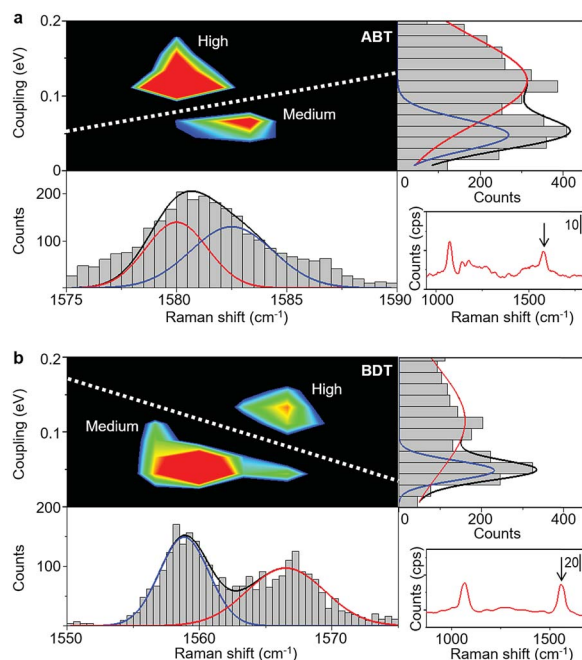 a
Coupling (eV)
0.2
0.1
0
High
ABT
Medium
0 200 400
Counts
Counts
200
100
0
1575 1580 1585 1590
Raman shift (cm⁻¹)
Counts (cps)
10
1000 1500
Raman shift (cm⁻¹)
b
Coupling (eV)
0.2
0.1
0
BDT
High
Medium
0 200 400
Counts
Counts
200
100
0
1550 1560 1570
Raman shift (cm⁻¹)
Counts (cps)
20
1000 1500
Raman shift (cm⁻¹)